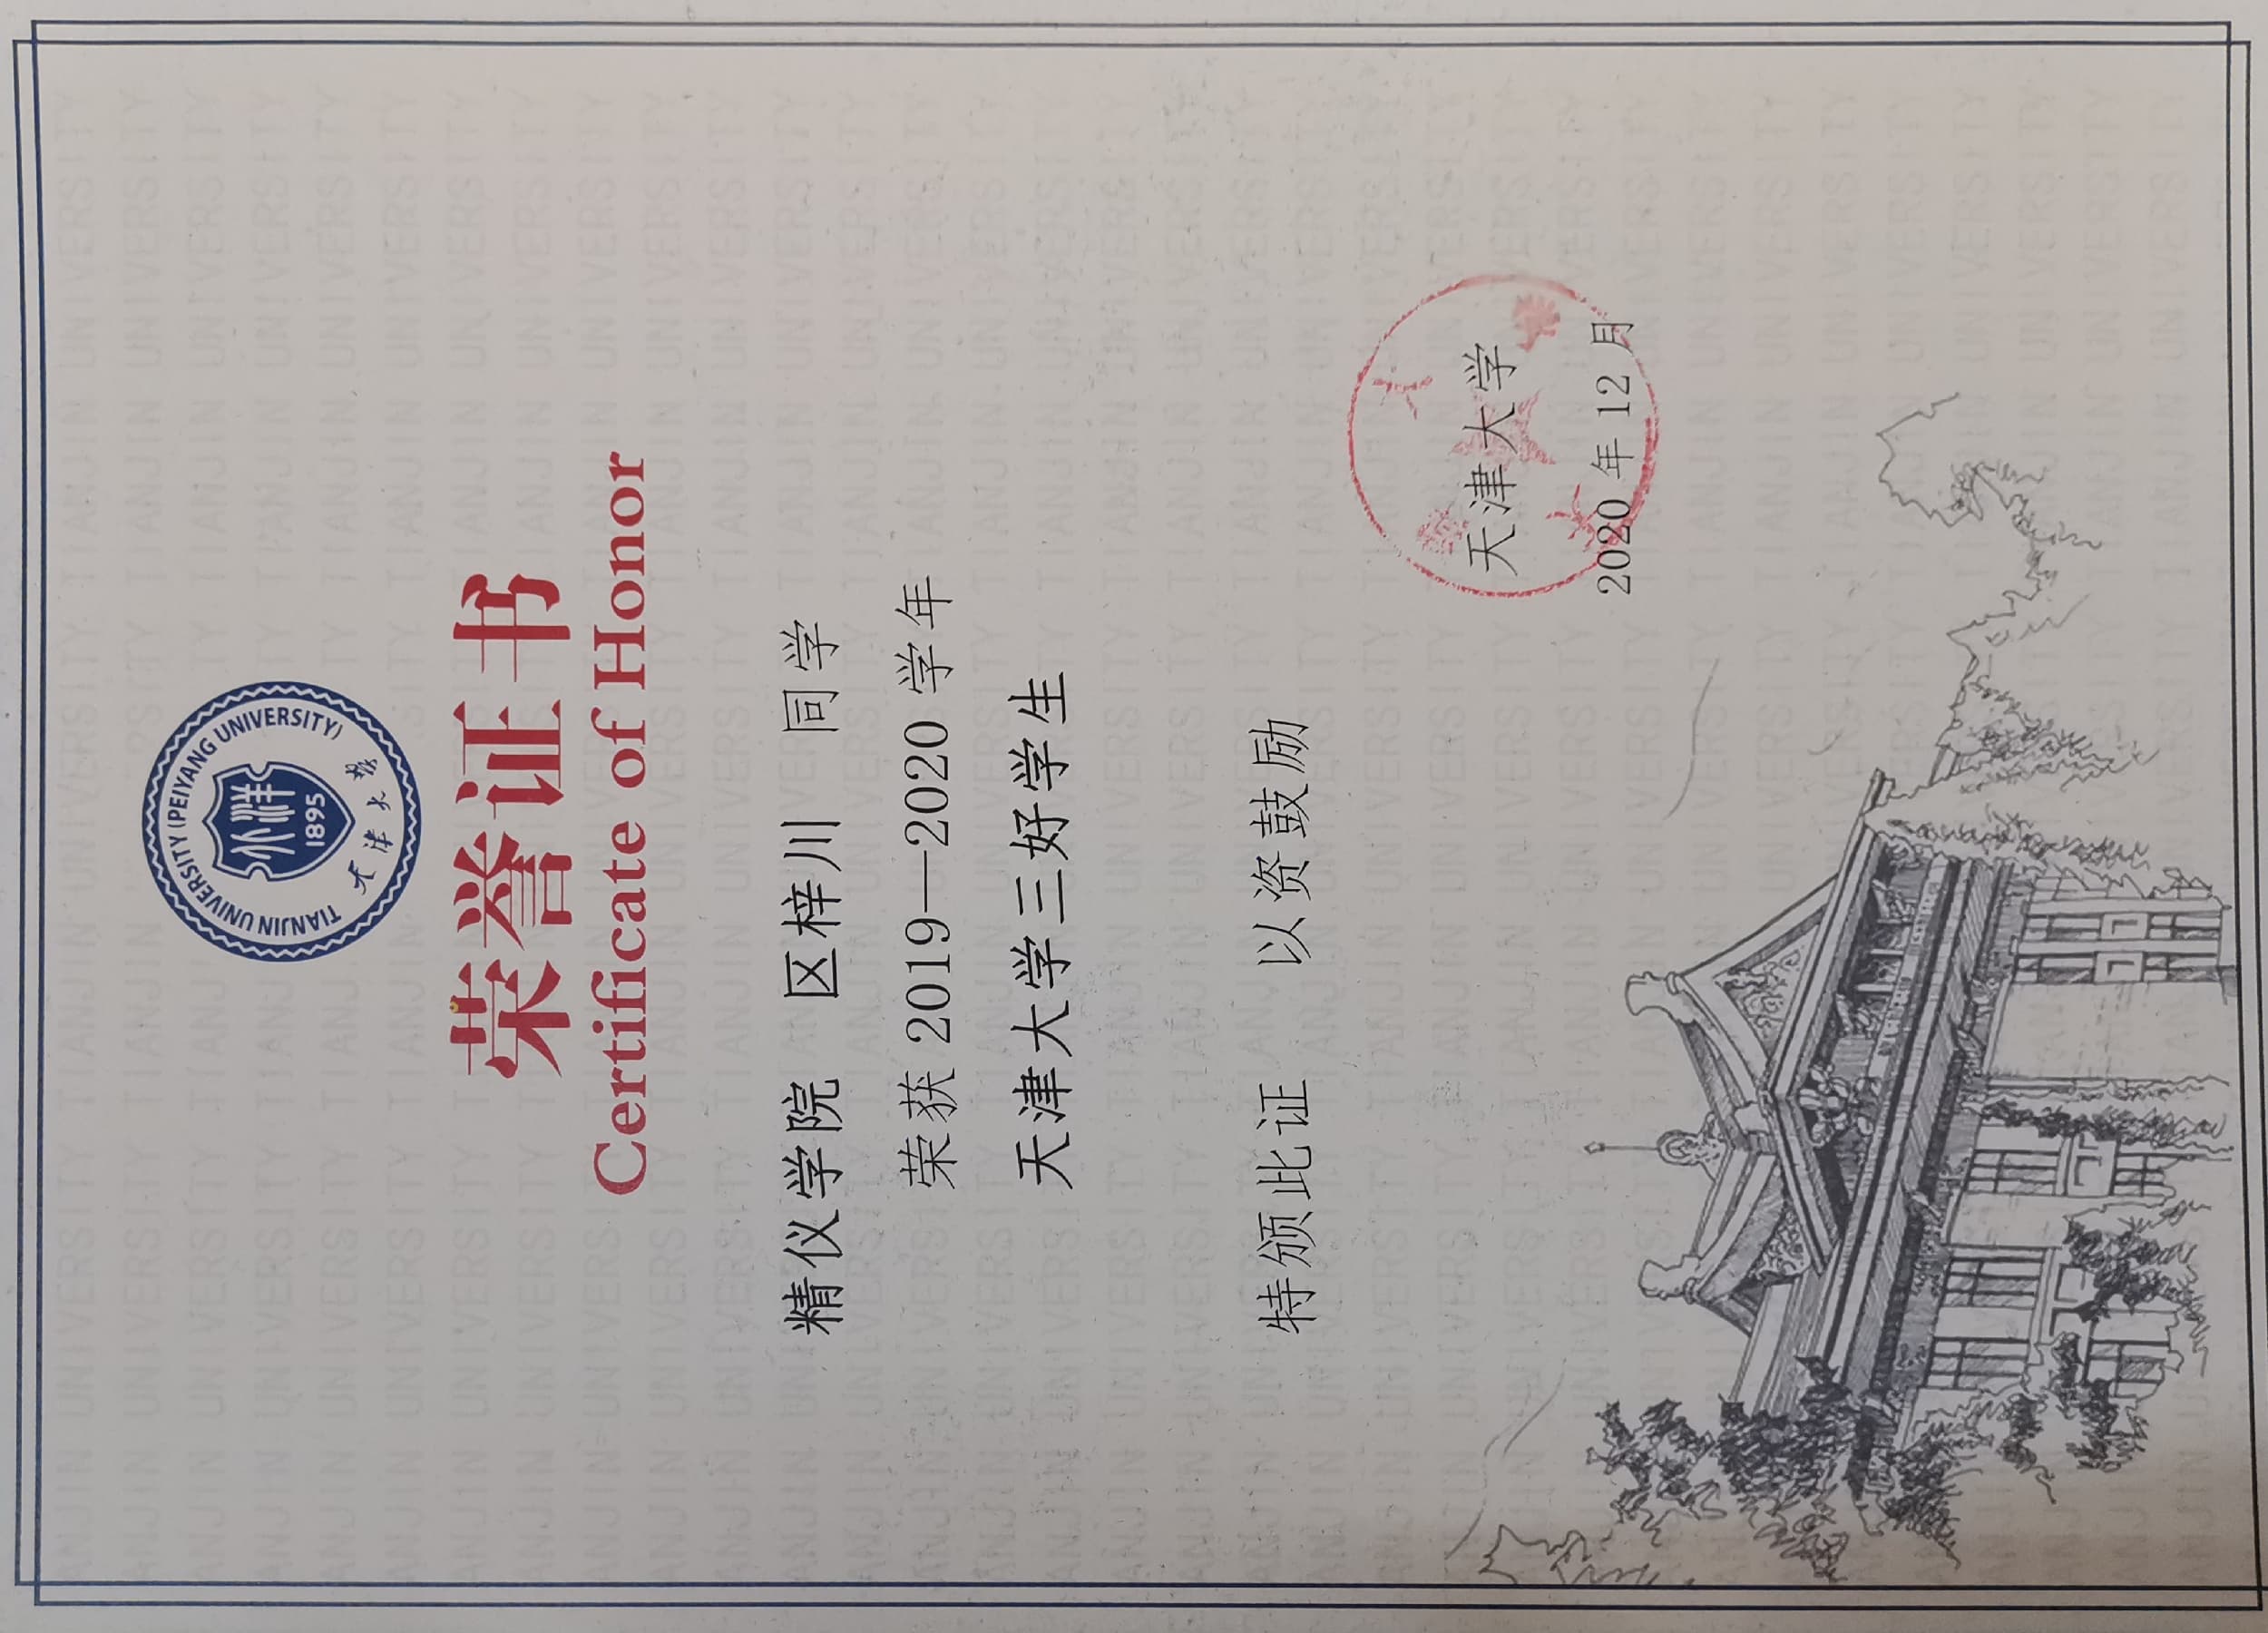 TIANJIN UNIVERSITY (PEIYANG UNIVERSITY)
北洋
1895
天津大学
荣誉证书
Certificate of Honor
精仪学院 区梓川 同学
荣获 2019—2020 学年
天津大学三好学生
特颁此证 以资鼓励
天津大学
2020 年 12 月